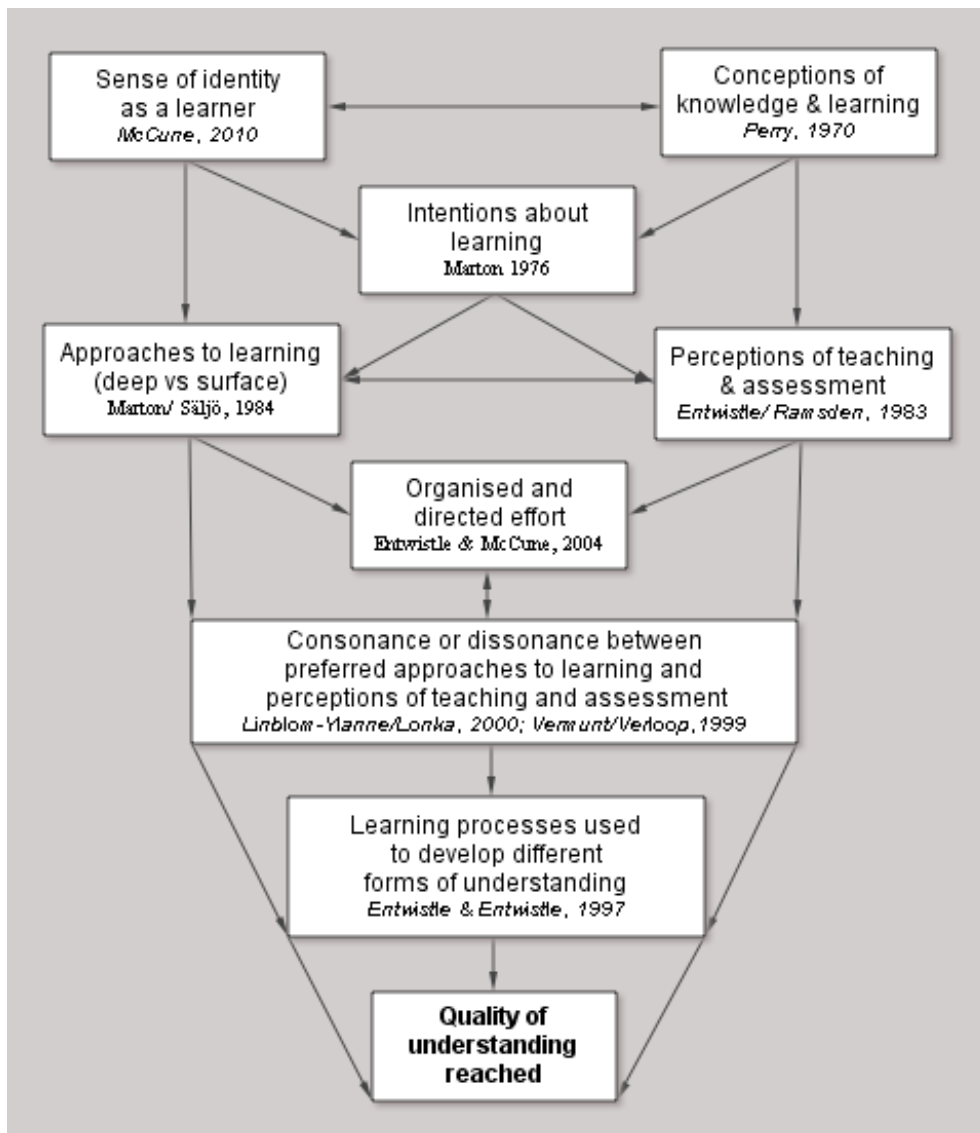 Sense of identity
as a learner
McCune, 2010
Conceptions of
knowledge & learning
Perry, 1970
Intentions about
learning
Marton 1976
Approaches to learning
(deep vs surface)
Marton/ Säljö, 1984
Perceptions of teaching
& assessment
Entwistle/ Ramsden, 1983
Organised and
directed effort
Entwistle & McCune, 2004
Consonance or dissonance between
preferred approaches to learning and
perceptions of teaching and assessment
Linblom-Ylanne/Lonka, 2000; Vermunt/Verloop,1999
Learning processes used
to develop different
forms of understanding
Entwistle & Entwistle, 1997
Quality of
understanding
reached